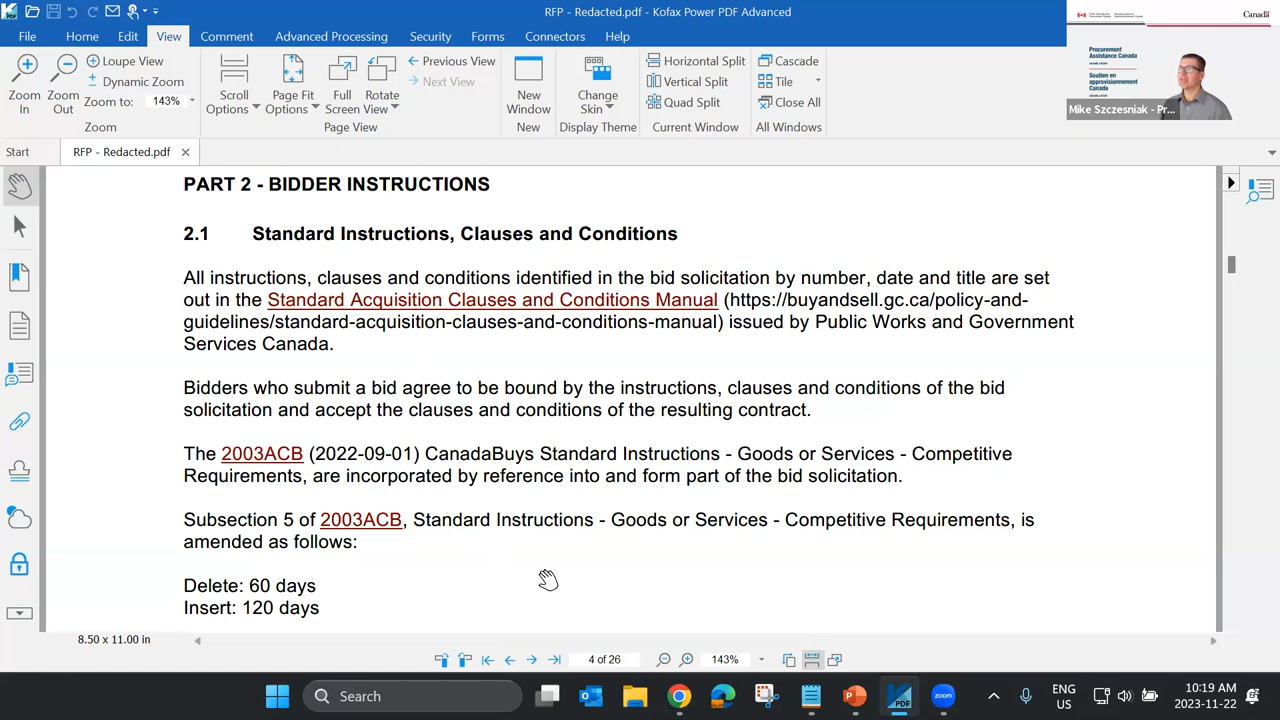 RFP - Redacted.pdf - Kofax Power PDF Advanced
File Home Edit View Comment Advanced Processing Security Forms Connectors Help
Zoom In
Zoom Out
Loupe View
Dynamic Zoom
Zoom to: 143%
Zoom
Scroll Options
Page Fit Options
Full Screen View
Rotate
Previous View
Next View
Page View
New Window
New
Change Skin
Display Theme
Horizontal Split
Vertical Split
Quad Split
Current Window
Cascade
Tile
Close All
All Windows
Canada
Procurement
Assistance Canada
Soutien en
approvisionnement
Canada
Mike Szczesniak - Pr...
Start
RFP - Redacted.pdf
PART 2 - BIDDER INSTRUCTIONS
2.1 Standard Instructions, Clauses and Conditions
All instructions, clauses and conditions identified in the bid solicitation by number, date and title are set
out in the Standard Acquisition Clauses and Conditions Manual (https://buyandsell.gc.ca/policy-and-
guidelines/standard-acquisition-clauses-and-conditions-manual) issued by Public Works and Government
Services Canada.
Bidders who submit a bid agree to be bound by the instructions, clauses and conditions of the bid
solicitation and accept the clauses and conditions of the resulting contract.
The 2003ACB (2022-09-01) CanadaBuys Standard Instructions - Goods or Services - Competitive
Requirements, are incorporated by reference into and form part of the bid solicitation.
Subsection 5 of 2003ACB, Standard Instructions - Goods or Services - Competitive Requirements, is
amended as follows:
Delete: 60 days
Insert: 120 days
8.50 x 11.00 in
4 of 26
143%
Search
PDF
zoom
ENG
US
10:19 AM
2023-11-22